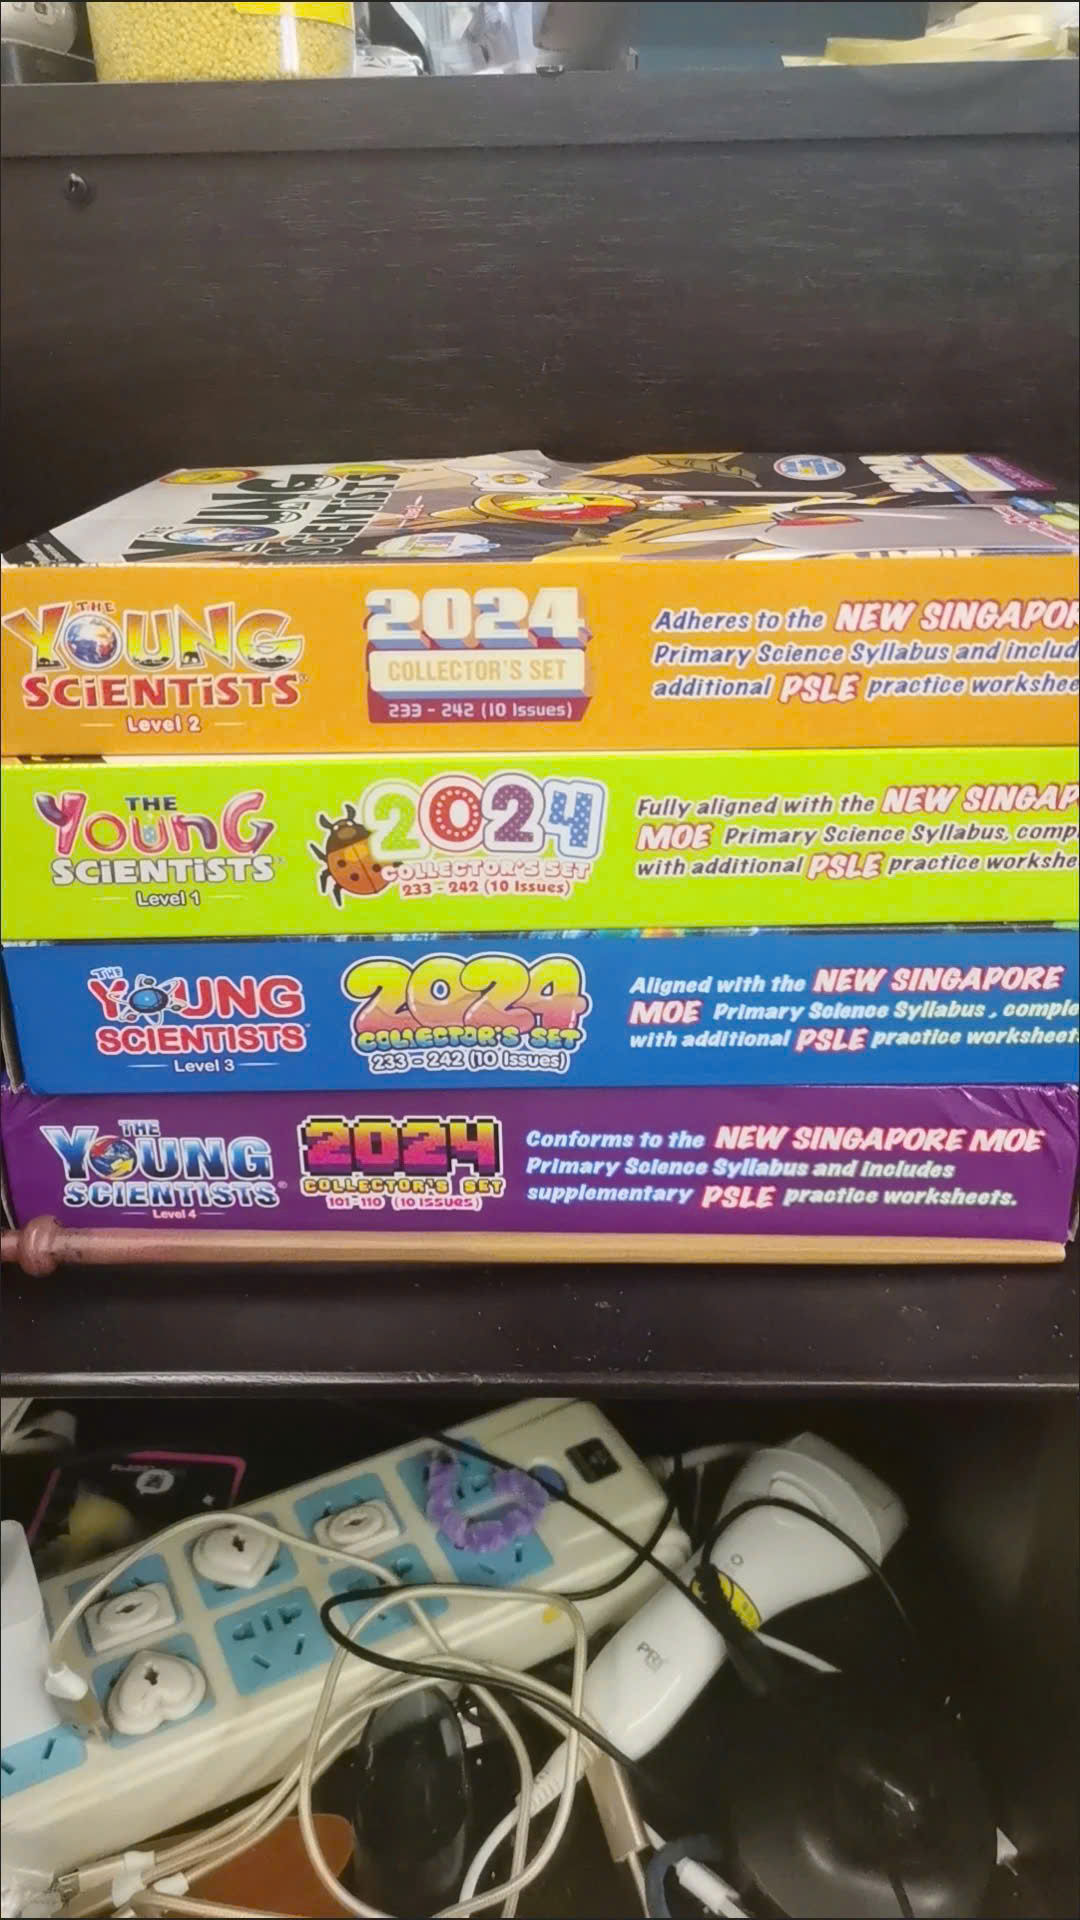 YOUNG
SCIENTISTS
THE
YOUNG
SCiENTiSTS
Level 2
2024
COLLECTOR'S SET
233 - 242 (10 Issues)
Adheres to the NEW SINGAPOR
Primary Science Syllabus and includ
additional PSLE practice workshee
THE
YounG
SCiENTiSTS
Level 1
2024
COLLECTOR'S SET
233 - 242 (10 Issues)
Fully aligned with the NEW SINGAP
MOE Primary Science Syllabus, comp
with additional PSLE practice workshe
THE
YOUNG
SCIENTISTS
Level 3
2024
COLLECTOR'S SET
233 - 242 (10 Issues)
Aligned with the NEW SINGAPORE
MOE Primary Science Syllabus , comple
with additional PSLE practice worksheet
THE
YOUNG
SCIENTISTS®
Level 4
2024
COLLECTOR'S SET
101-110 (10 ISSUES)
Conforms to the NEW SINGAPORE MOE
Primary Science Syllabus and includes
supplementary PSLE practice worksheets.